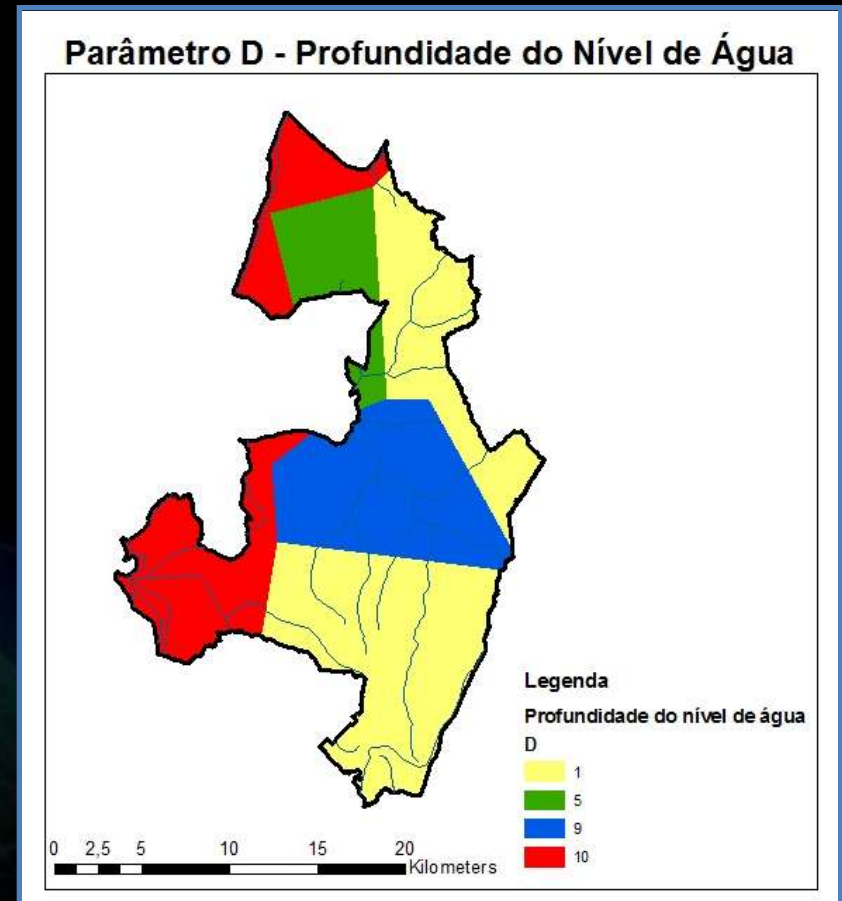 Parâmetro D - Profundidade do Nível de Água
Legenda
Profundidade do nível de água
D
1
5
9
10
0 2,5 5 10 15 20
Kilometers